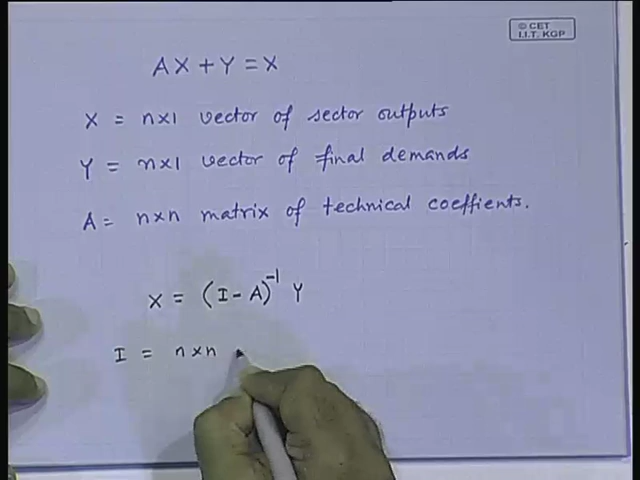 © CET
I.I.T. KGP
AX + Y = X
X = n×1 vector of sector outputs
Y = n×1 vector of final demands
A = n×n matrix of technical coeffients.
X = (I - A)⁻¹ Y
I = n×n